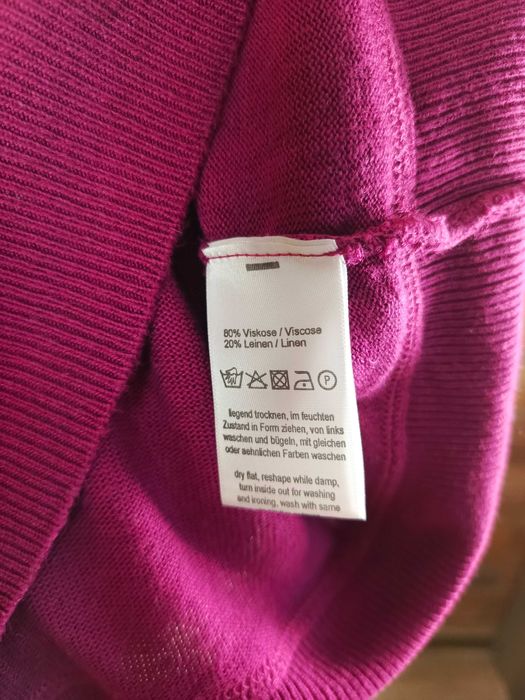 80% Viskose / Viscose
20% Leinen / Linen
P
liegend trocknen, im feuchten
Zustand in Form ziehen, von links
waschen und bügeln, mit gleichen
oder aehnlichen Farben waschen
dry flat, reshape while damp,
turn inside out for washing
and ironing, wash with same